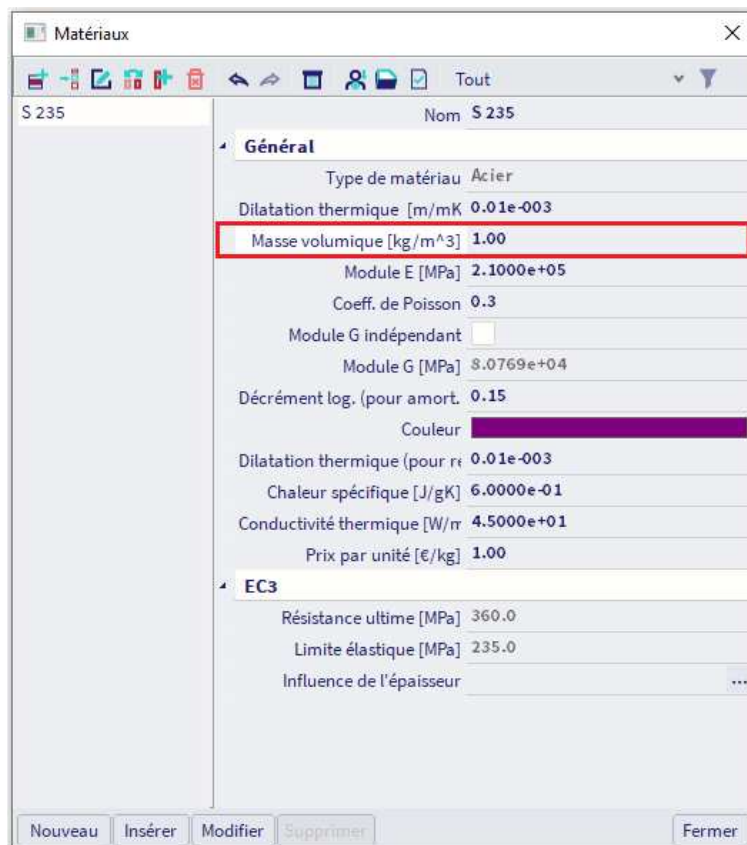 Matériaux
Tout
S 235
Nom S 235
Général
Type de matériau Acier
Dilatation thermique [m/mK 0.01e-003
Masse volumique [kg/m^3] 1.00
Module E [MPa] 2.1000e+05
Coeff. de Poisson 0.3
Module G indépendant
Module G [MPa] 8.0769e+04
Décrément log. (pour amort. 0.15
Couleur
Dilatation thermique (pour re 0.01e-003
Chaleur spécifique [J/gK] 6.0000e-01
Conductivité thermique [W/m 4.5000e+01
Prix par unité [€/kg] 1.00
EC3
Résistance ultime [MPa] 360.0
Limite élastique [MPa] 235.0
Influence de l'épaisseur ...
Nouveau Insérer Modifier Supprimer Fermer